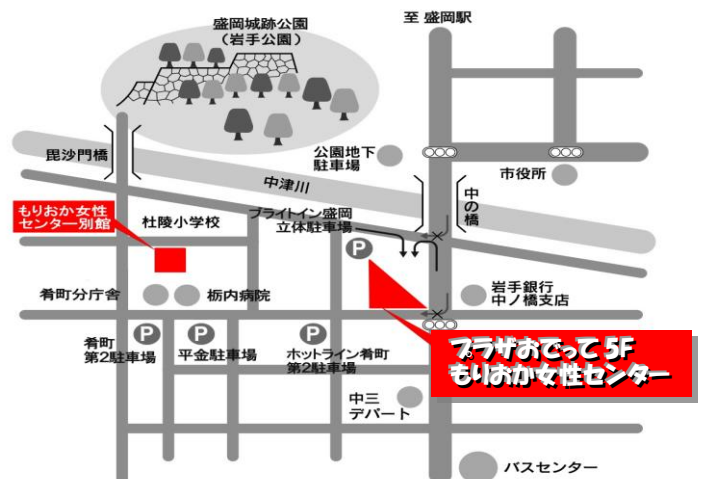 盛岡城跡公園
(岩手公園)
至 盛岡駅
毘沙門橋
公園地下
駐車場
市役所
中津川
中の橋
もりおか女性
センター別館
杜陵小学校
ブライトイン盛岡
立体駐車場
P
肴町分庁舎
栃内病院
岩手銀行
中ノ橋支店
P
P
P
肴町
第2駐車場
平金駐車場
ホットライン肴町
第2駐車場
プラザおでって 5F
もりおか女性センター
中三
デパート
バスセンター